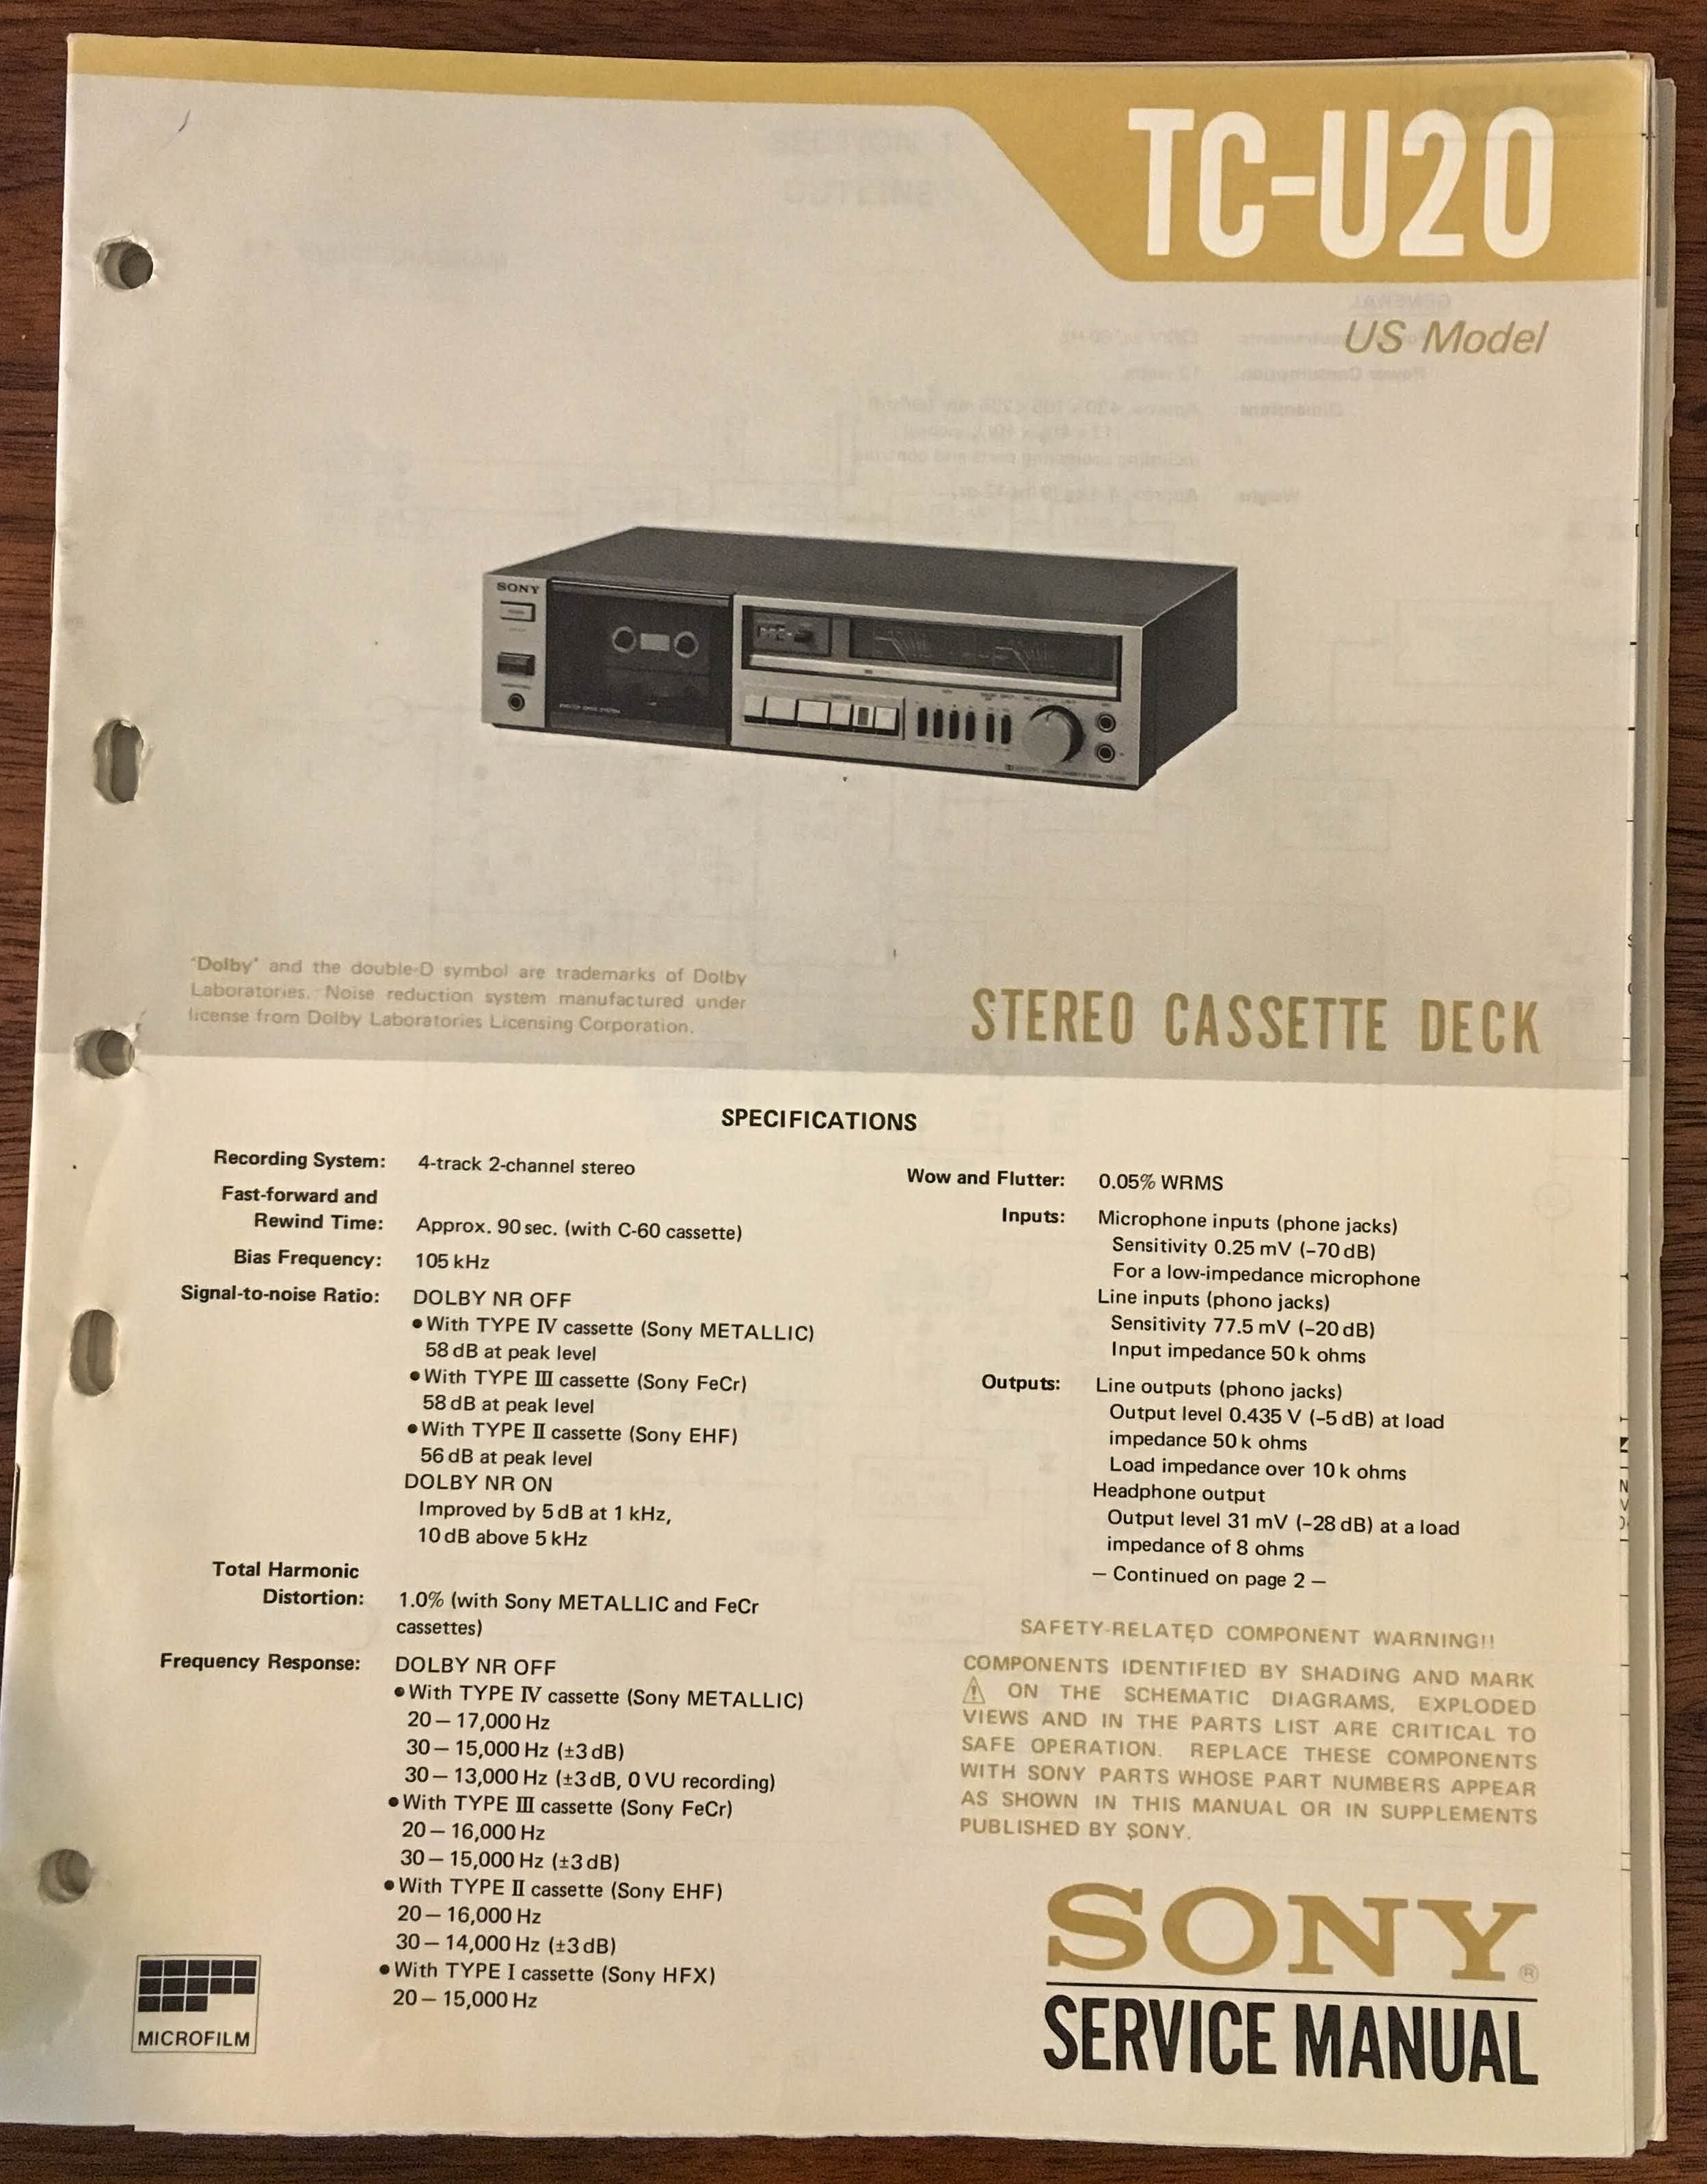 TC-U20
US Model
SONY
"Dolby" and the double-D symbol are trademarks of Dolby
Laboratories. Noise reduction system manufactured under
license from Dolby Laboratories Licensing Corporation.
STEREO CASSETTE DECK
SPECIFICATIONS
Recording System: 4-track 2-channel stereo
Fast-forward and
Rewind Time: Approx. 90 sec. (with C-60 cassette)
Bias Frequency: 105 kHz
Signal-to-noise Ratio: DOLBY NR OFF
●With TYPE IV cassette (Sony METALLIC)
58 dB at peak level
●With TYPE III cassette (Sony FeCr)
58 dB at peak level
●With TYPE II cassette (Sony EHF)
56 dB at peak level
DOLBY NR ON
Improved by 5 dB at 1 kHz,
10 dB above 5 kHz
Total Harmonic
Distortion: 1.0% (with Sony METALLIC and FeCr
cassettes)
Frequency Response: DOLBY NR OFF
●With TYPE IV cassette (Sony METALLIC)
20 – 17,000 Hz
30 – 15,000 Hz (±3 dB)
30 – 13,000 Hz (±3 dB, 0 VU recording)
●With TYPE III cassette (Sony FeCr)
20 – 16,000 Hz
30 – 15,000 Hz (±3 dB)
●With TYPE II cassette (Sony EHF)
20 – 16,000 Hz
30 – 14,000 Hz (±3 dB)
●With TYPE I cassette (Sony HFX)
20 – 15,000 Hz
MICROFILM
Wow and Flutter: 0.05% WRMS
Inputs: Microphone inputs (phone jacks)
Sensitivity 0.25 mV (–70 dB)
For a low-impedance microphone
Line inputs (phono jacks)
Sensitivity 77.5 mV (–20 dB)
Input impedance 50 k ohms
Outputs: Line outputs (phono jacks)
Output level 0.435 V (–5 dB) at load
impedance 50 k ohms
Load impedance over 10 k ohms
Headphone output
Output level 31 mV (–28 dB) at a load
impedance of 8 ohms
— Continued on page 2 —
SAFETY-RELATED COMPONENT WARNING!!
COMPONENTS IDENTIFIED BY SHADING AND MARK
⚠ ON THE SCHEMATIC DIAGRAMS, EXPLODED
VIEWS AND IN THE PARTS LIST ARE CRITICAL TO
SAFE OPERATION. REPLACE THESE COMPONENTS
WITH SONY PARTS WHOSE PART NUMBERS APPEAR
AS SHOWN IN THIS MANUAL OR IN SUPPLEMENTS
PUBLISHED BY SONY.
SONY®
SERVICE MANUAL